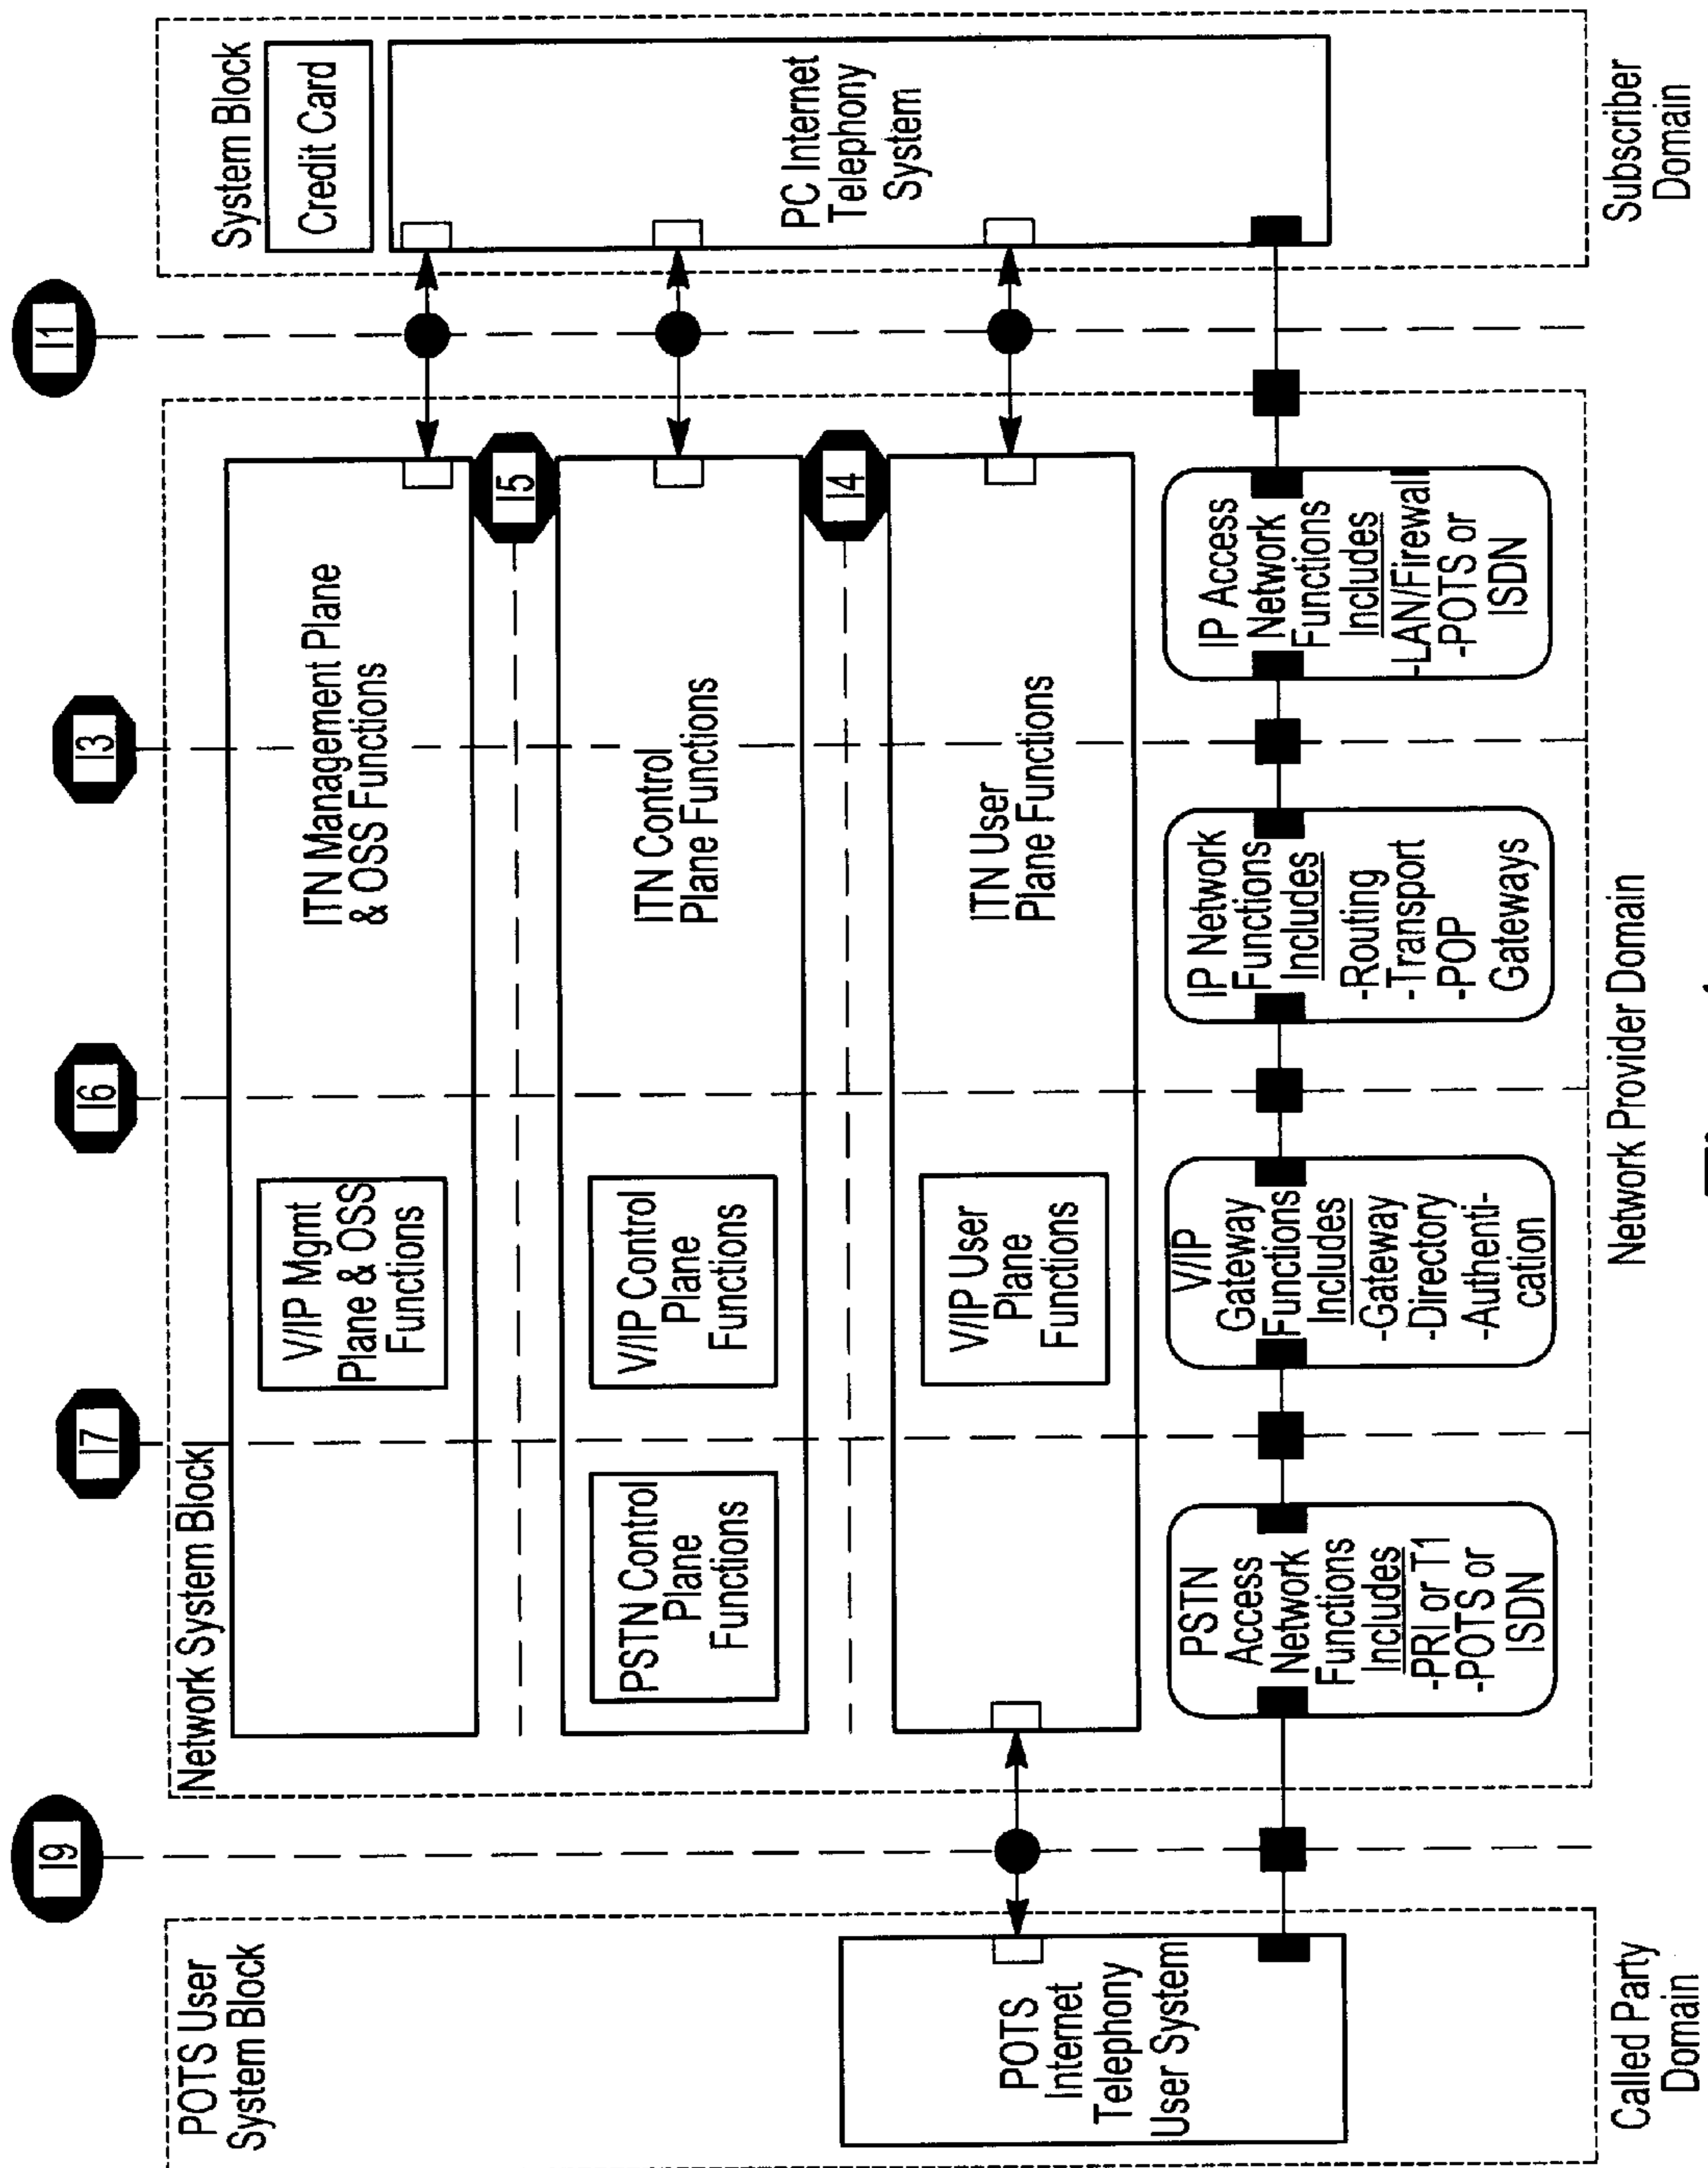 I9
I7
I6
I3
I1
POTS User
System Block
POTS
Internet
Telephony
User System
Called Party
Domain
Network System Block
ITN Management Plane
& OSS Functions
V/IP Mgmt
Plane & OSS
Functions
I5
ITN Control
Plane Functions
PSTN Control
Plane
Functions
V/IP Control
Plane
Functions
I4
ITN User
Plane Functions
V/IP User
Plane
Functions
PSTN
Access
Network
Functions
Includes
-PRI or T1
-POTS or
ISDN
V/IP
Gateway
Functions
Includes
-Gateway
-Directory
-Authenti-
cation
IP Network
Functions
Includes
-Routing
-Transport
-POP
Gateways
IP Access
Network
Functions
Includes
-LAN/Firewall
-POTS or
ISDN
Network Provider Domain
System Block
Credit Card
PC Internet
Telephony
System
Subscriber
Domain